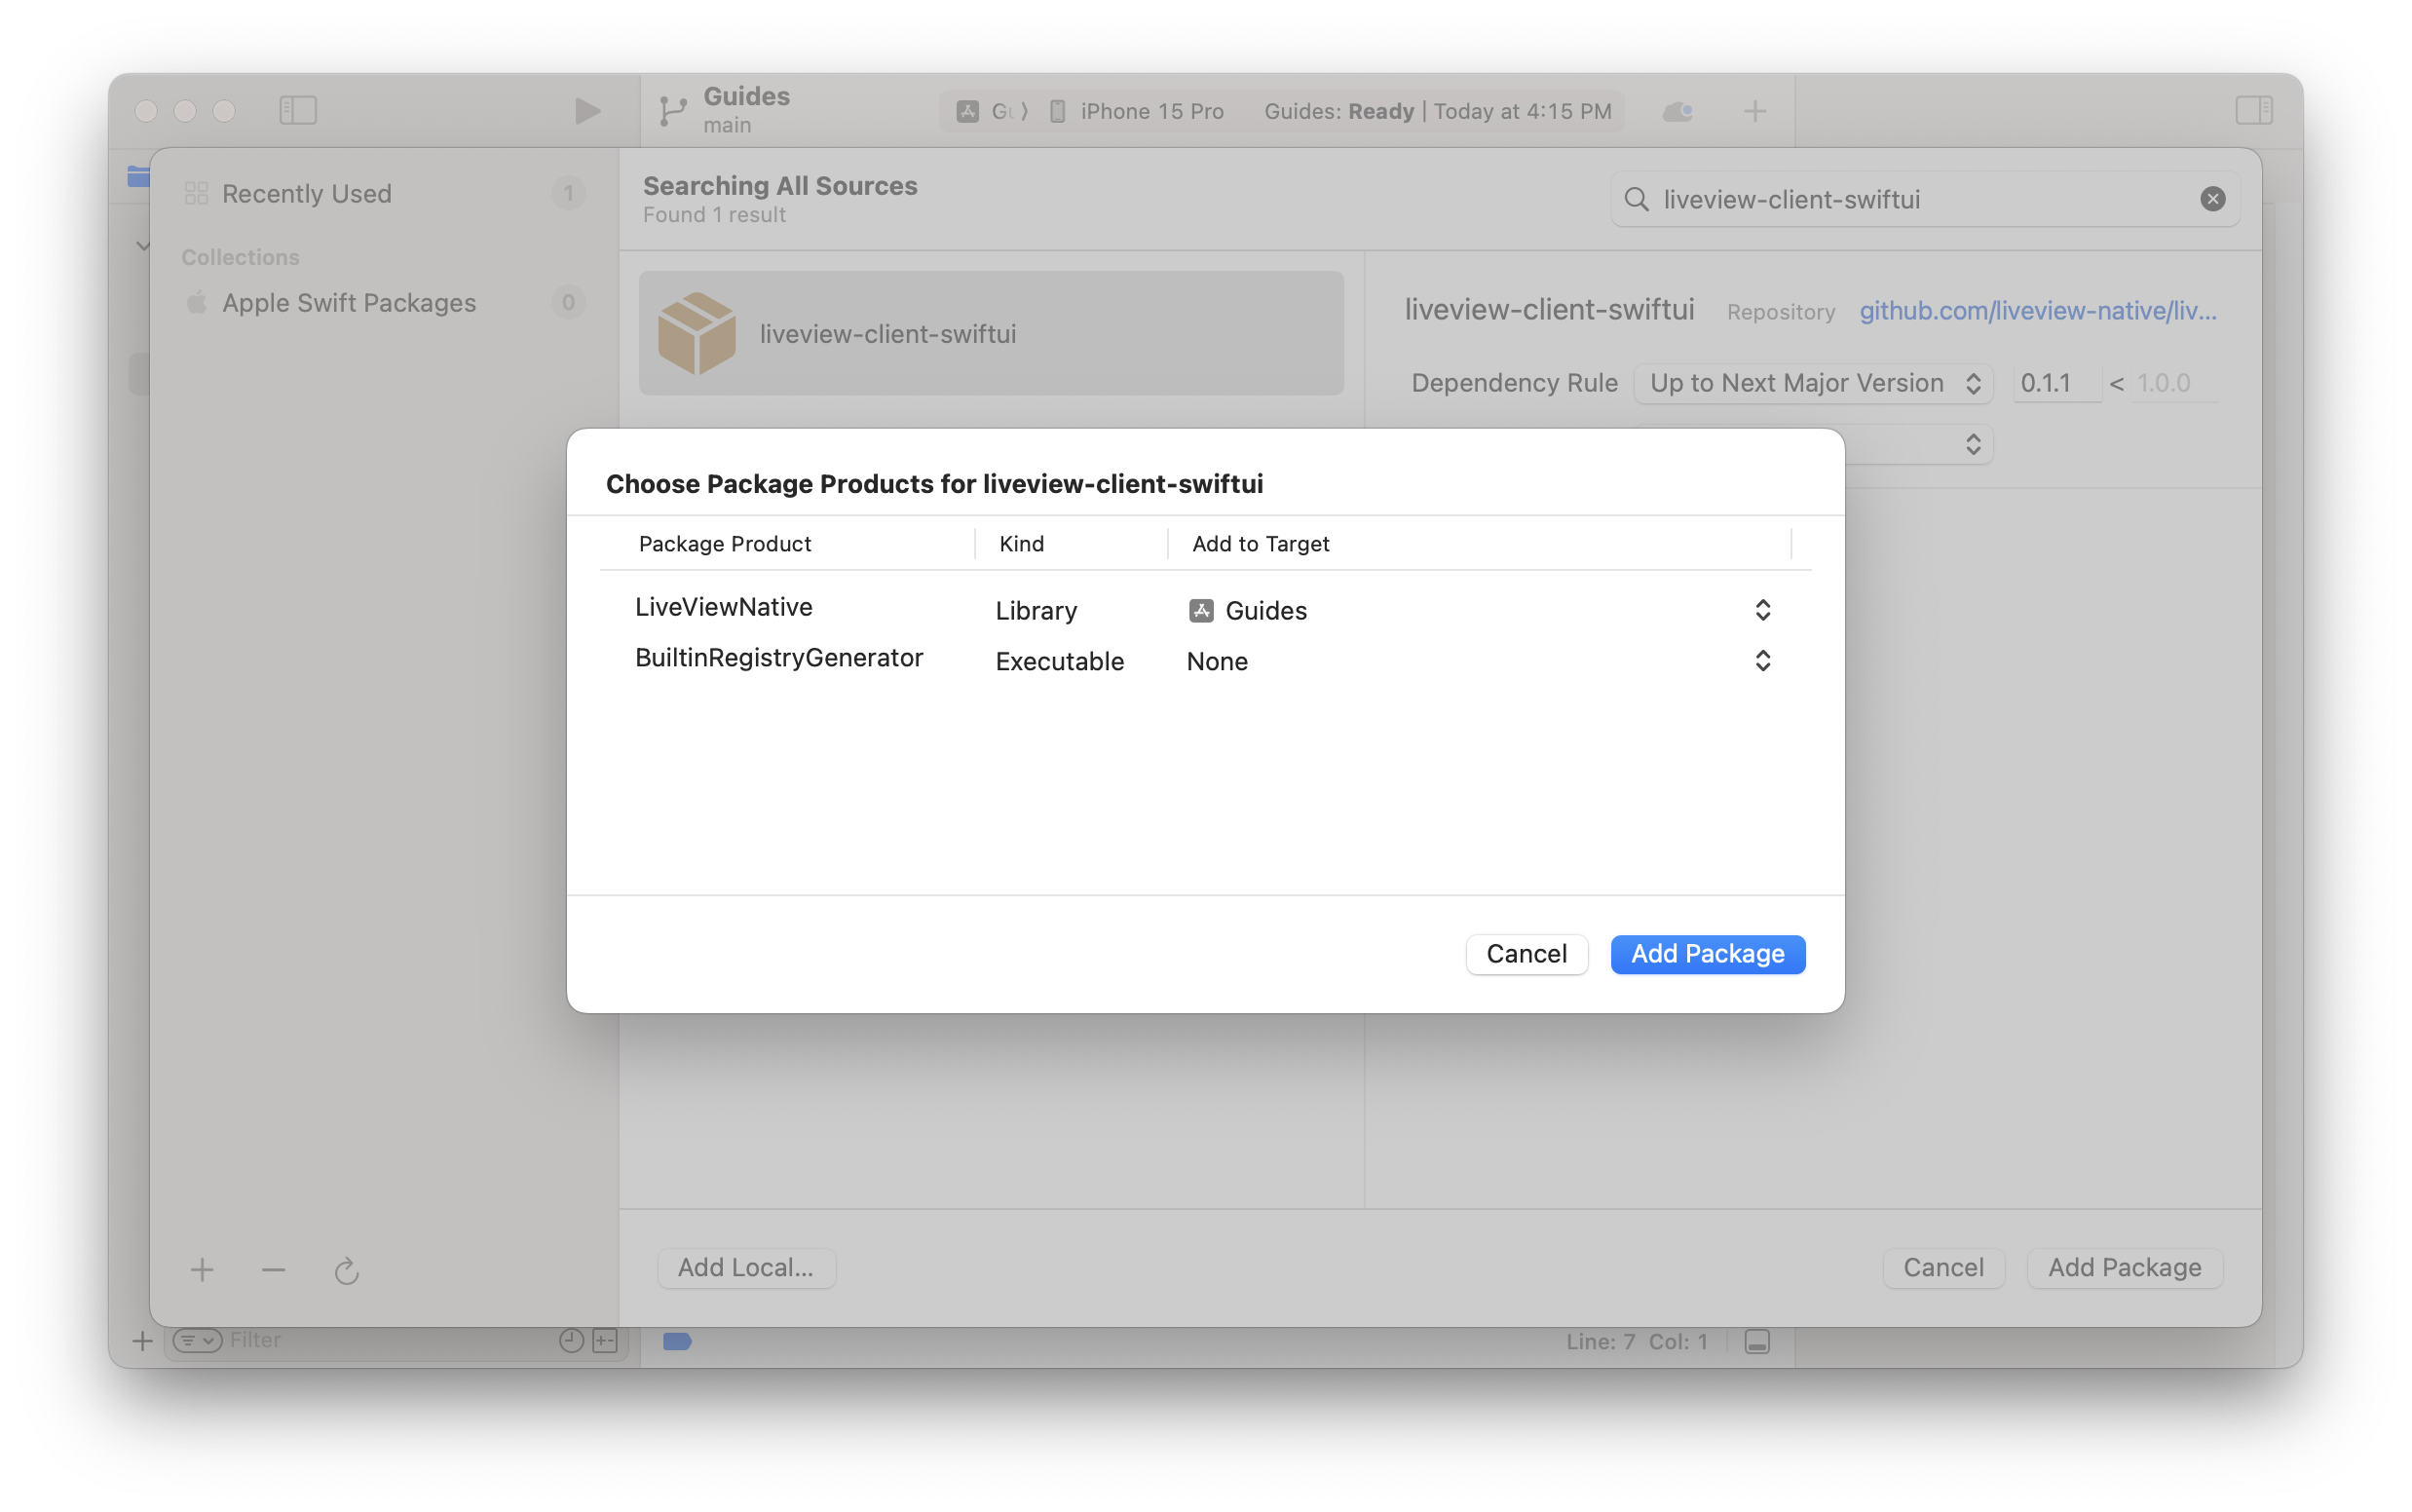 Guides
main
Gu
iPhone 15 Pro
Guides: Ready | Today at 4:15 PM
Recently Used 1
Collections
Apple Swift Packages 0
Searching All Sources
Found 1 result
liveview-client-swiftui
liveview-client-swiftui
liveview-client-swiftui Repository github.com/liveview-native/liv...
Dependency Rule Up to Next Major Version 0.1.1 < 1.0.0
Choose Package Products for liveview-client-swiftui
Package Product Kind Add to Target
LiveViewNative Library Guides
BuiltinRegistryGenerator Executable None
Cancel Add Package
Add Local... Cancel Add Package
Filter
Line: 7 Col: 1